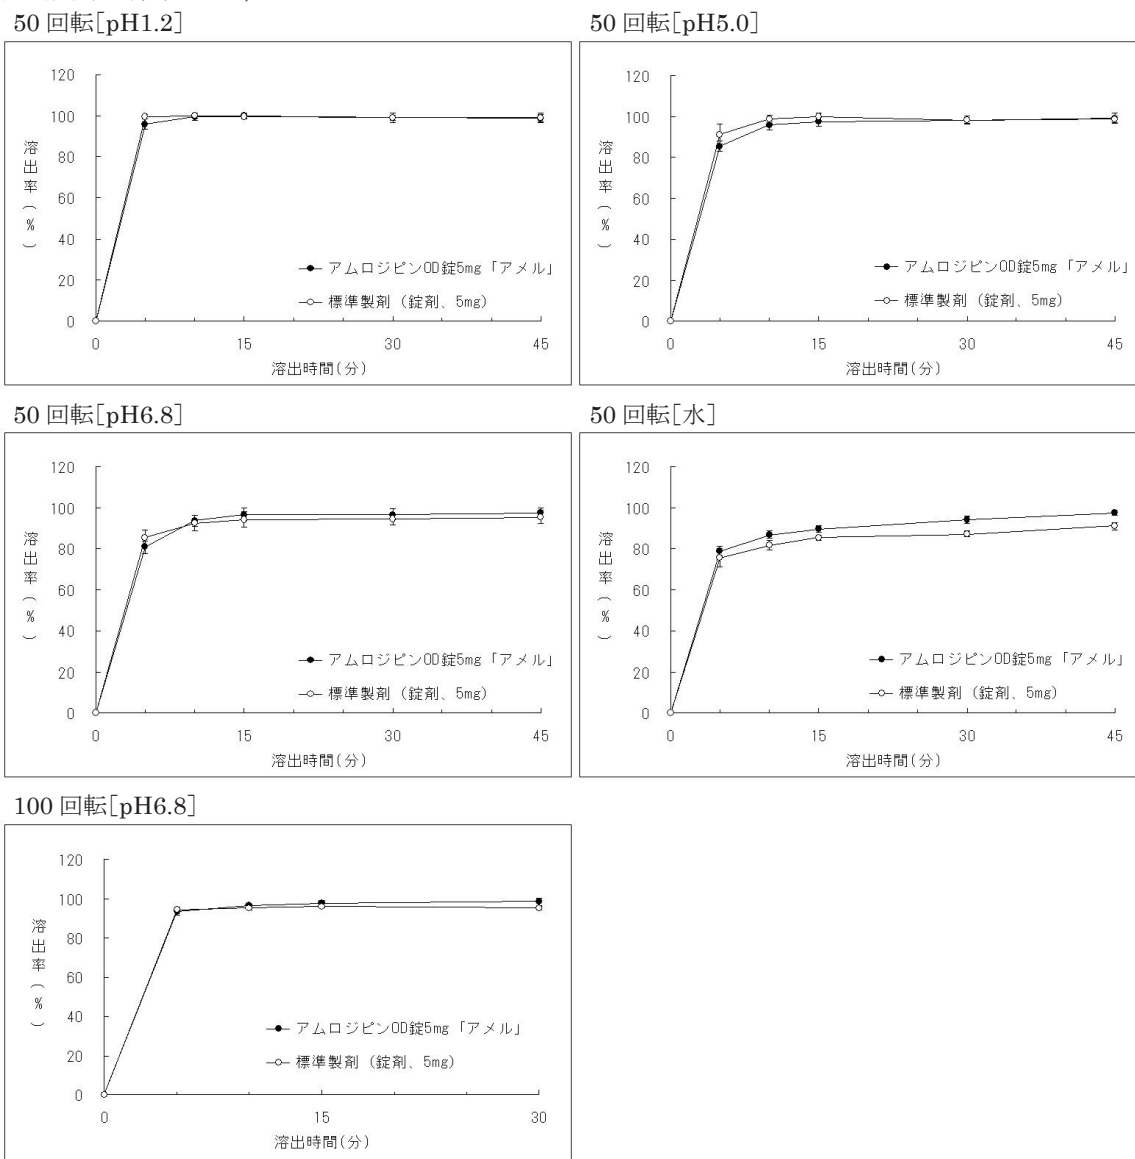 50 回転[pH1.2]
120
100
80
60
40
20
0
溶出率(%)
アムロジピンOD錠5mg「アメル」
標準製剤（錠剤、5mg）
0 15 30 45
溶出時間(分)
50 回転[pH5.0]
120
100
80
60
40
20
0
溶出率(%)
アムロジピンOD錠5mg「アメル」
標準製剤（錠剤、5mg）
0 15 30 45
溶出時間(分)
50 回転[pH6.8]
120
100
80
60
40
20
0
溶出率(%)
アムロジピンOD錠5mg「アメル」
標準製剤（錠剤、5mg）
0 15 30 45
溶出時間(分)
50 回転[水]
120
100
80
60
40
20
0
溶出率(%)
アムロジピンOD錠5mg「アメル」
標準製剤（錠剤、5mg）
0 15 30 45
溶出時間(分)
100 回転[pH6.8]
120
100
80
60
40
20
0
溶出率(%)
アムロジピンOD錠5mg「アメル」
標準製剤（錠剤、5mg）
0 15 30
溶出時間(分)